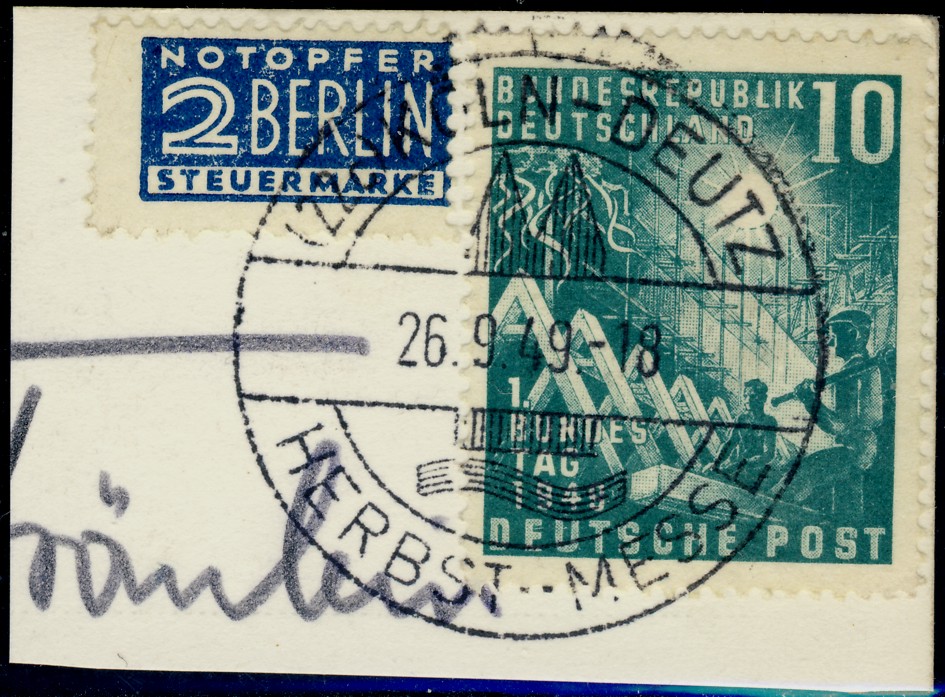 NOTOPFER
2 BERLIN
STEUERMARKE
BUNDESREPUBLIK
DEUTSCHLAND
10
1.
BUNDES
TAG
1949
DEUTSCHE POST
KÖLN-DEUTZ
26.9.49.-18
HERBST--MESSE